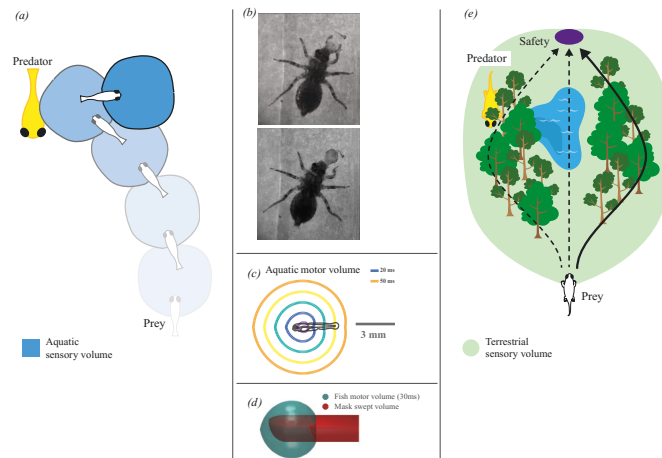 (a)
Predator
Prey
Aquatic
sensory volume
(b)
(c)
Aquatic motor volume
20 ms
50 ms
3 mm
(d)
Fish motor volume (30ms)
Mask swept volume
(e)
Safety
Predator
Prey
Terrestrial
sensory volume